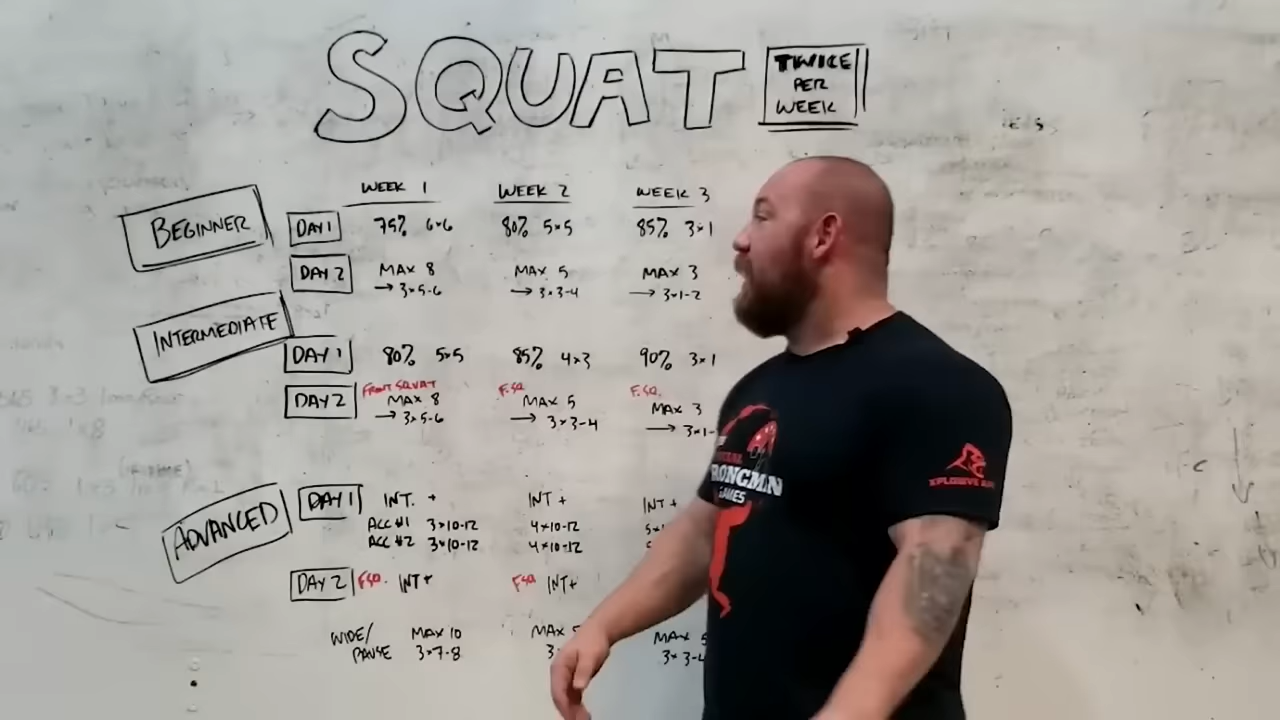 SQUAT
TWICE
PER
WEEK
WEEK 1 WEEK 2 WEEK 3
BEGINNER
DAY 1 75% 6×6 80% 5×5 85% 3×1
DAY 2 MAX 8 MAX 5 MAX 3
→ 3×5-6 → 3×3-4 → 3×1-2
INTERMEDIATE
DAY 1 80% 5×5 85% 4×3 90% 3×1
FRONT SQUAT F.SQ. F.SQ.
DAY 2 MAX 8 MAX 5 MAX 3
→ 3×5-6 → 3×3-4 → 3×1-
ADVANCED
DAY 1 INT. + INT + INT +
ACC #1 3×10-12 4×10-12
ACC #2 3×10-12 4×10-12
DAY 2 FSQ. INT+ FSQ INT+
WIDE/ MAX 10 MAX 5 MAX 5
PAUSE 3×7-8 3× 3×3-4
GAMES